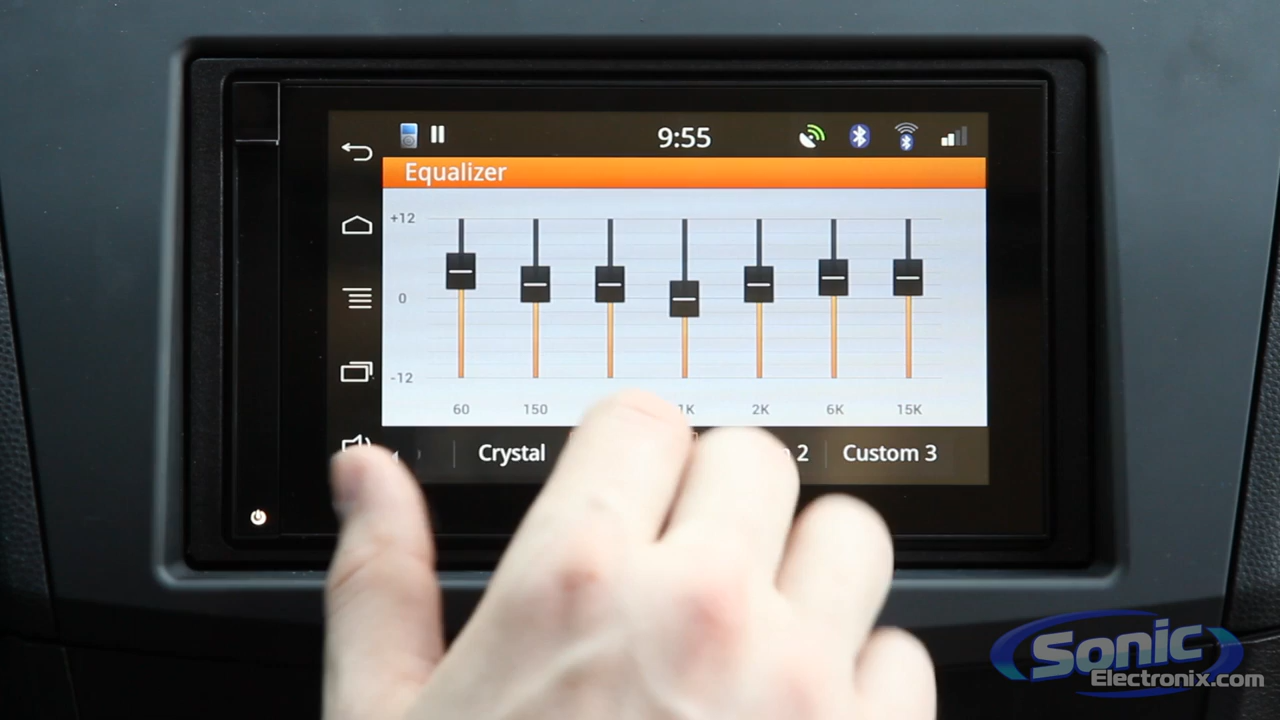 9:55
Equalizer
+12
0
-12
60 150 1K 2K 6K 15K
Crystal 2 Custom 3
Sonic
Electronix.com